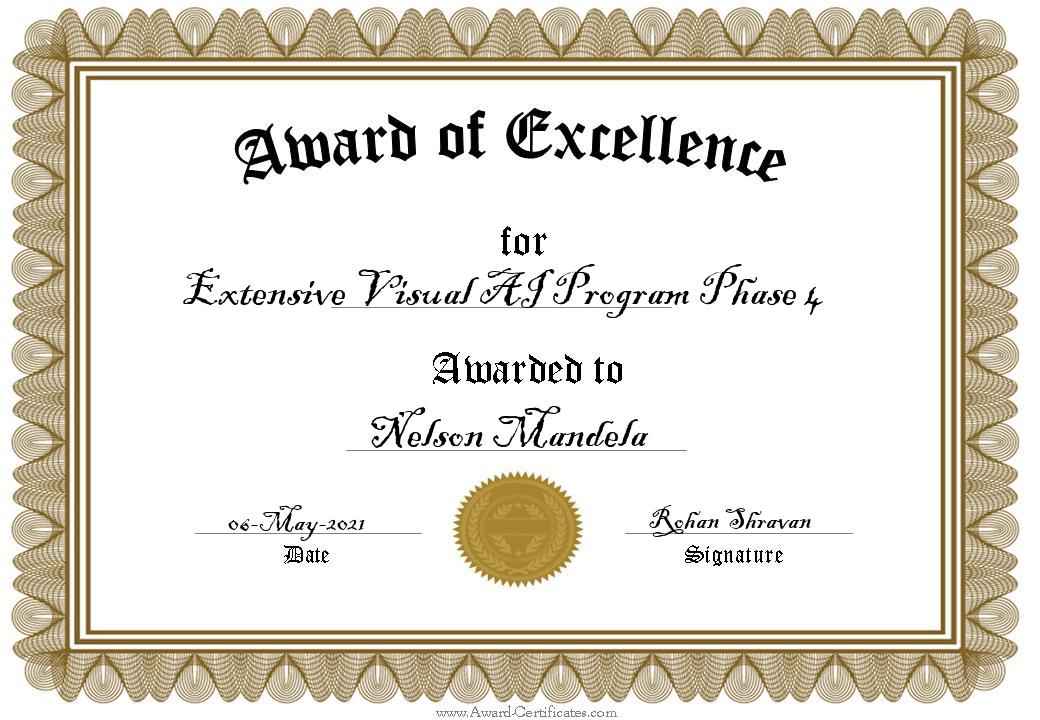 Award of Excellence
for
Extensive Visual AI Program Phase 4
Awarded to
Nelson Mandela
06-May-2021
Rohan Shravan
Date
Signature
www.Award-Certificates.com